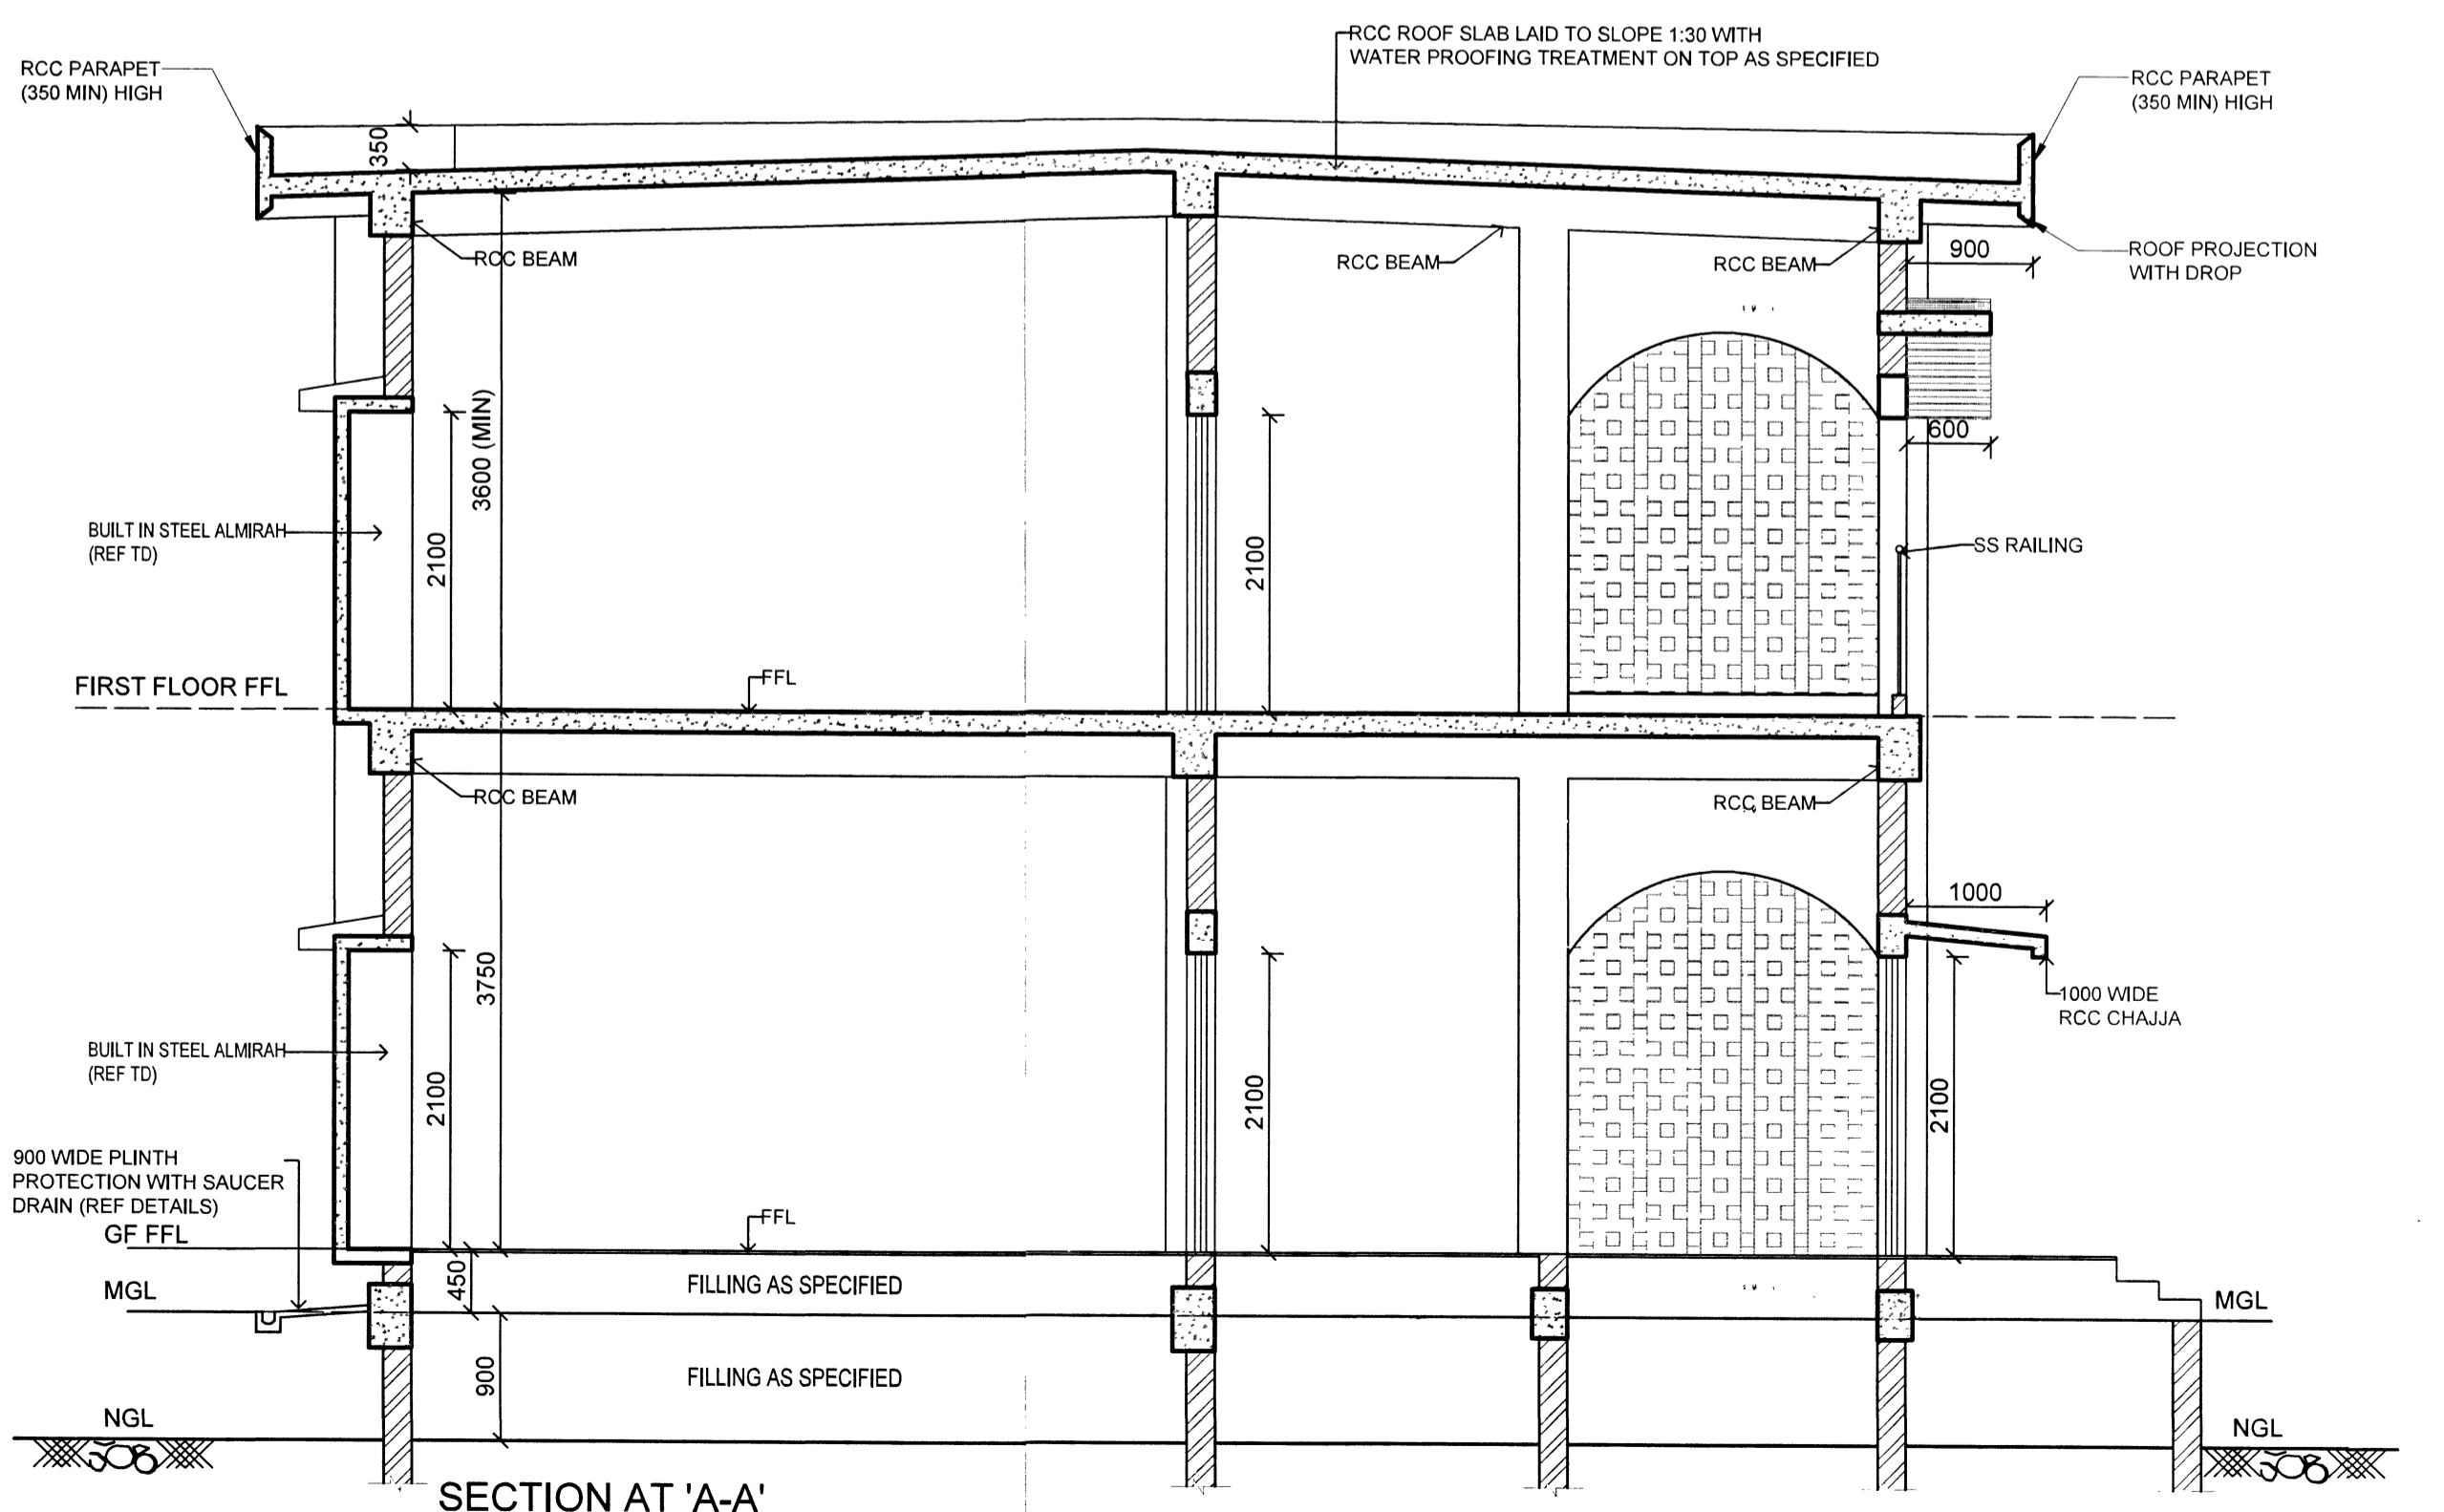 RCC ROOF SLAB LAID TO SLOPE 1:30 WITH
WATER PROOFING TREATMENT ON TOP AS SPECIFIED
RCC PARAPET
(350 MIN) HIGH
RCC PARAPET
(350 MIN) HIGH
350
RCC BEAM
RCC BEAM
RCC BEAM
900
ROOF PROJECTION
WITH DROP
3600 (MIN)
600
BUILT IN STEEL ALMIRAH
(REF TD)
2100
2100
SS RAILING
FIRST FLOOR FFL
FFL
RCC BEAM
RCC BEAM
1000
3750
1000 WIDE
RCC CHAJJA
BUILT IN STEEL ALMIRAH
(REF TD)
2100
2100
2100
900 WIDE PLINTH
PROTECTION WITH SAUCER
DRAIN (REF DETAILS)
GF FFL
FFL
450
FILLING AS SPECIFIED
MGL
MGL
900
FILLING AS SPECIFIED
NGL
NGL
SECTION AT 'A-A'